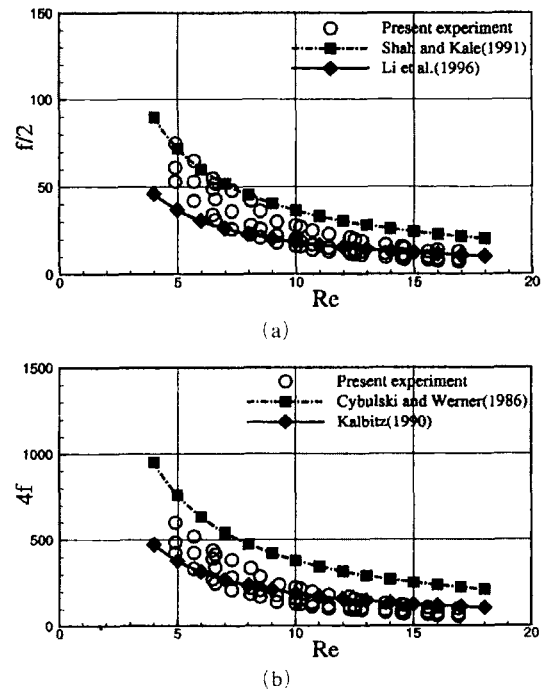 150
Present experiment
Shah and Kale(1991)
Li et al.(1996)
100
f/2
50
0
0 5 10 15 20
Re
(a)
1500
Present experiment
Cybulski and Werner(1986)
Kalbitz(1990)
1000
4f
500
0
0 5 10 15 20
Re
(b)